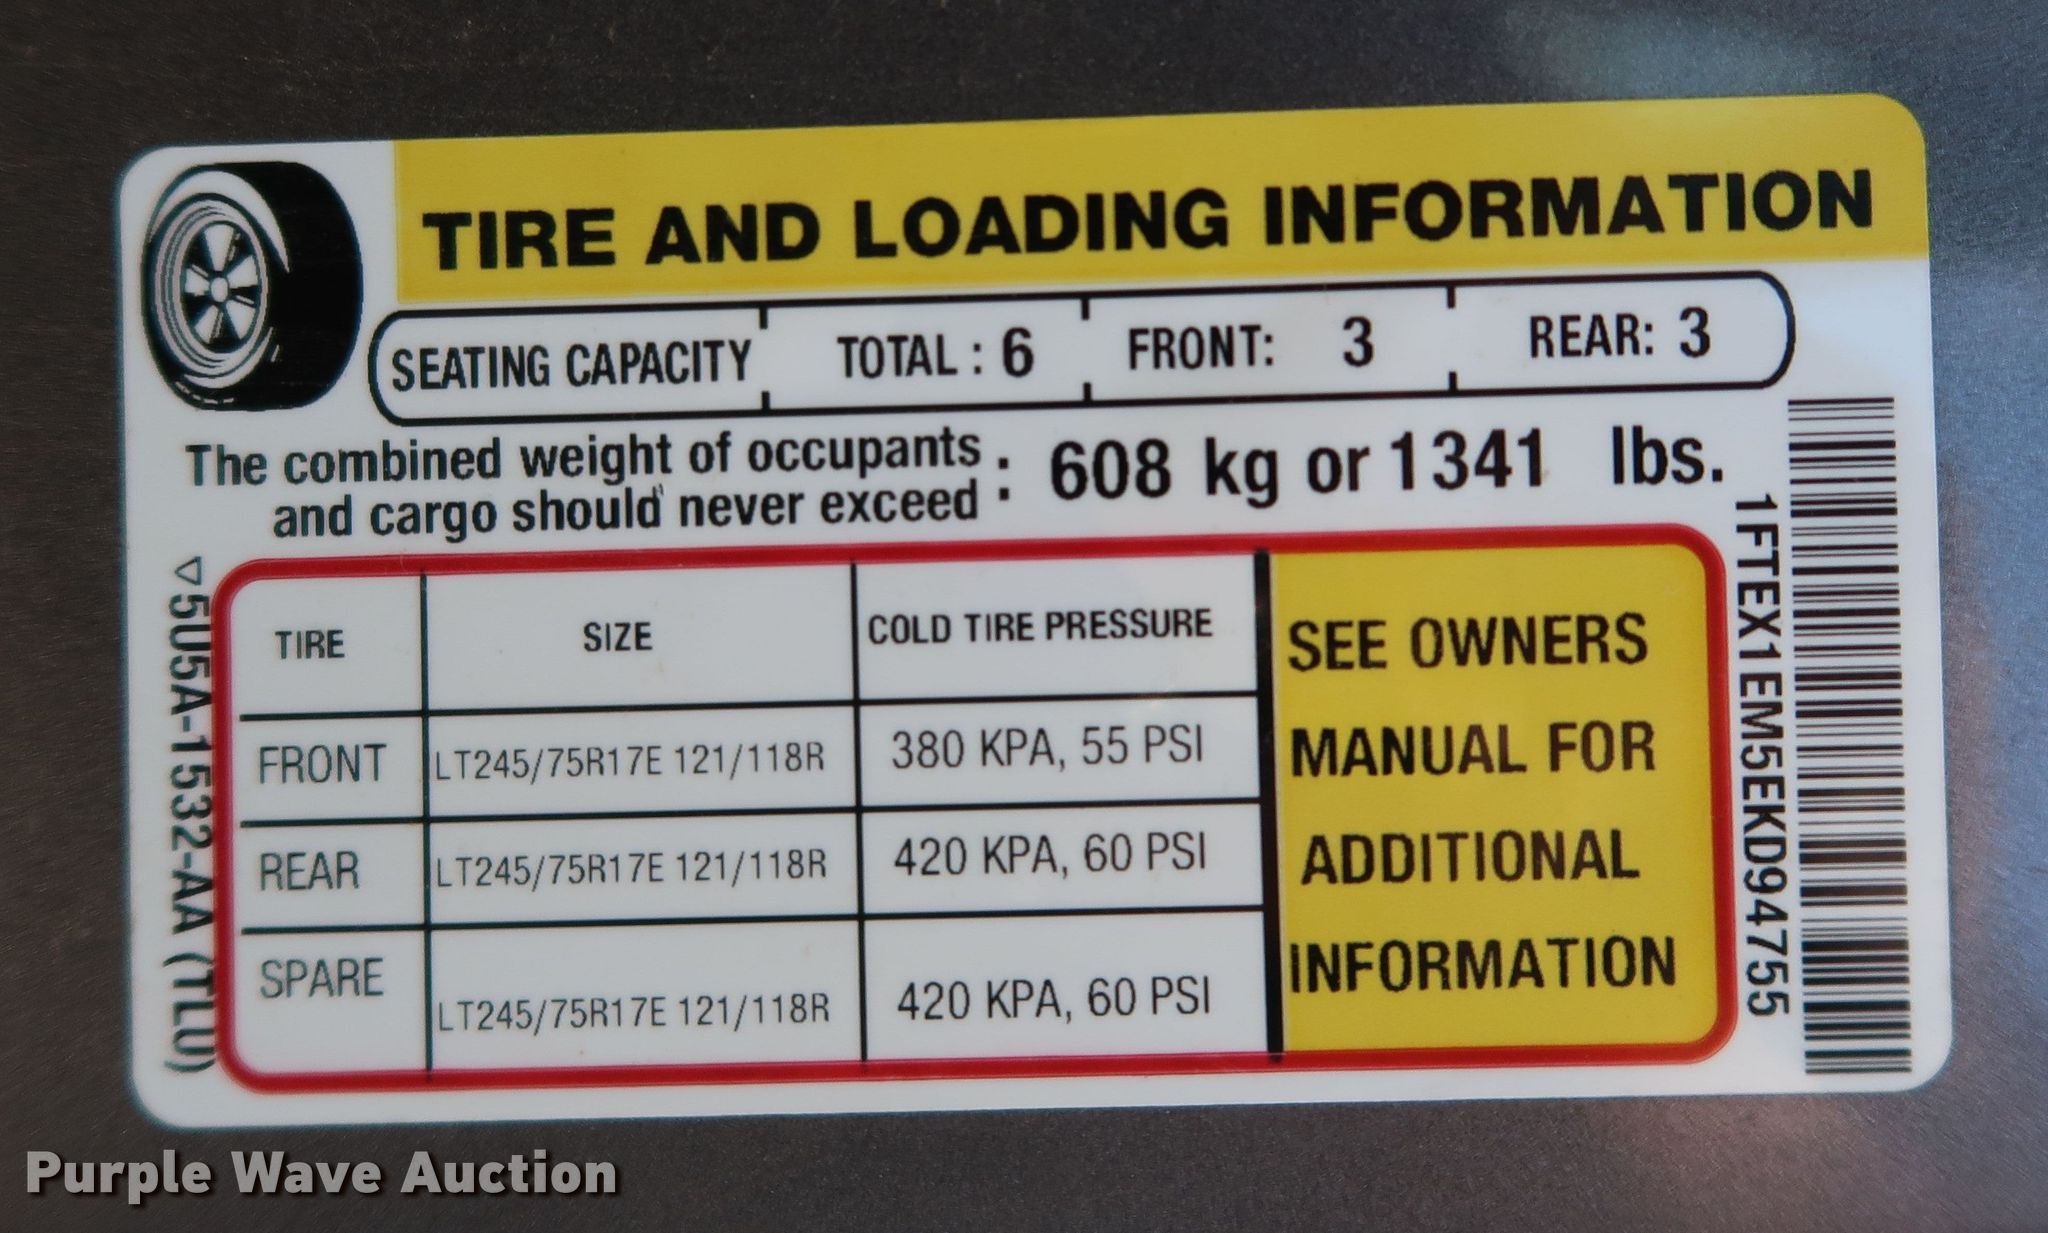 TIRE AND LOADING INFORMATION
SEATING CAPACITY TOTAL : 6 FRONT: 3 REAR: 3
The combined weight of occupants
and cargo should never exceed : 608 kg or 1341 lbs.
TIRE SIZE COLD TIRE PRESSURE
FRONT LT245/75R17E 121/118R 380 KPA, 55 PSI
REAR LT245/75R17E 121/118R 420 KPA, 60 PSI
SPARE LT245/75R17E 121/118R 420 KPA, 60 PSI
SEE OWNERS
MANUAL FOR
ADDITIONAL
INFORMATION
▽5U5A-1532-AA (TLU)
1FTEX1EM5EKD94755
Purple Wave Auction